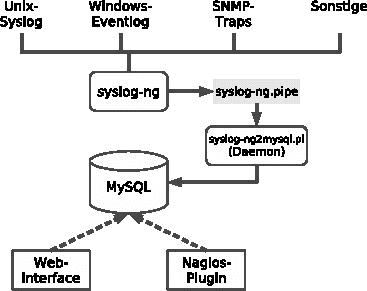 Unix-
Syslog
Windows-
Eventlog
SNMP-
Traps
Sonstige
syslog-ng
syslog-ng.pipe
syslog-ng2mysql.pl
(Daemon)
MySQL
Web-
Interface
Nagios-
Plugin